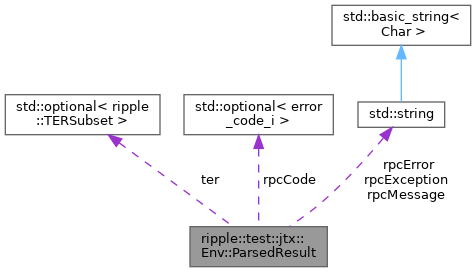 std::basic_string<
Char >
std::optional< ripple
::TERSubset >
std::optional< error
_code_i >
std::string
ter
rpcCode
rpcError
rpcException
rpcMessage
ripple::test::jtx::
Env::ParsedResult